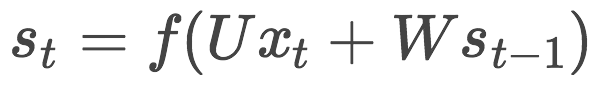 s_t = f(Ux_t + Ws_{t-1})